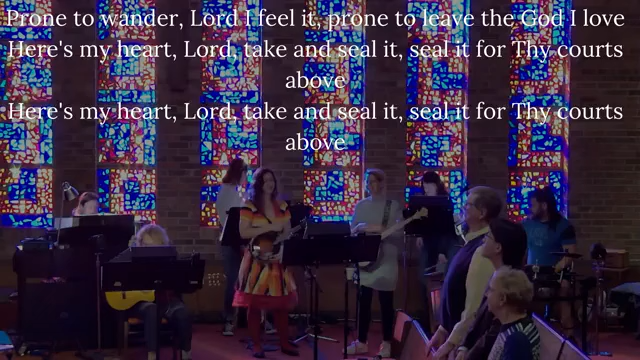 Prone to wander, Lord I feel it, prone to leave the God I love
Here's my heart, Lord, take and seal it, seal it for Thy courts
above
Here's my heart, Lord, take and seal it, seal it for Thy courts
above